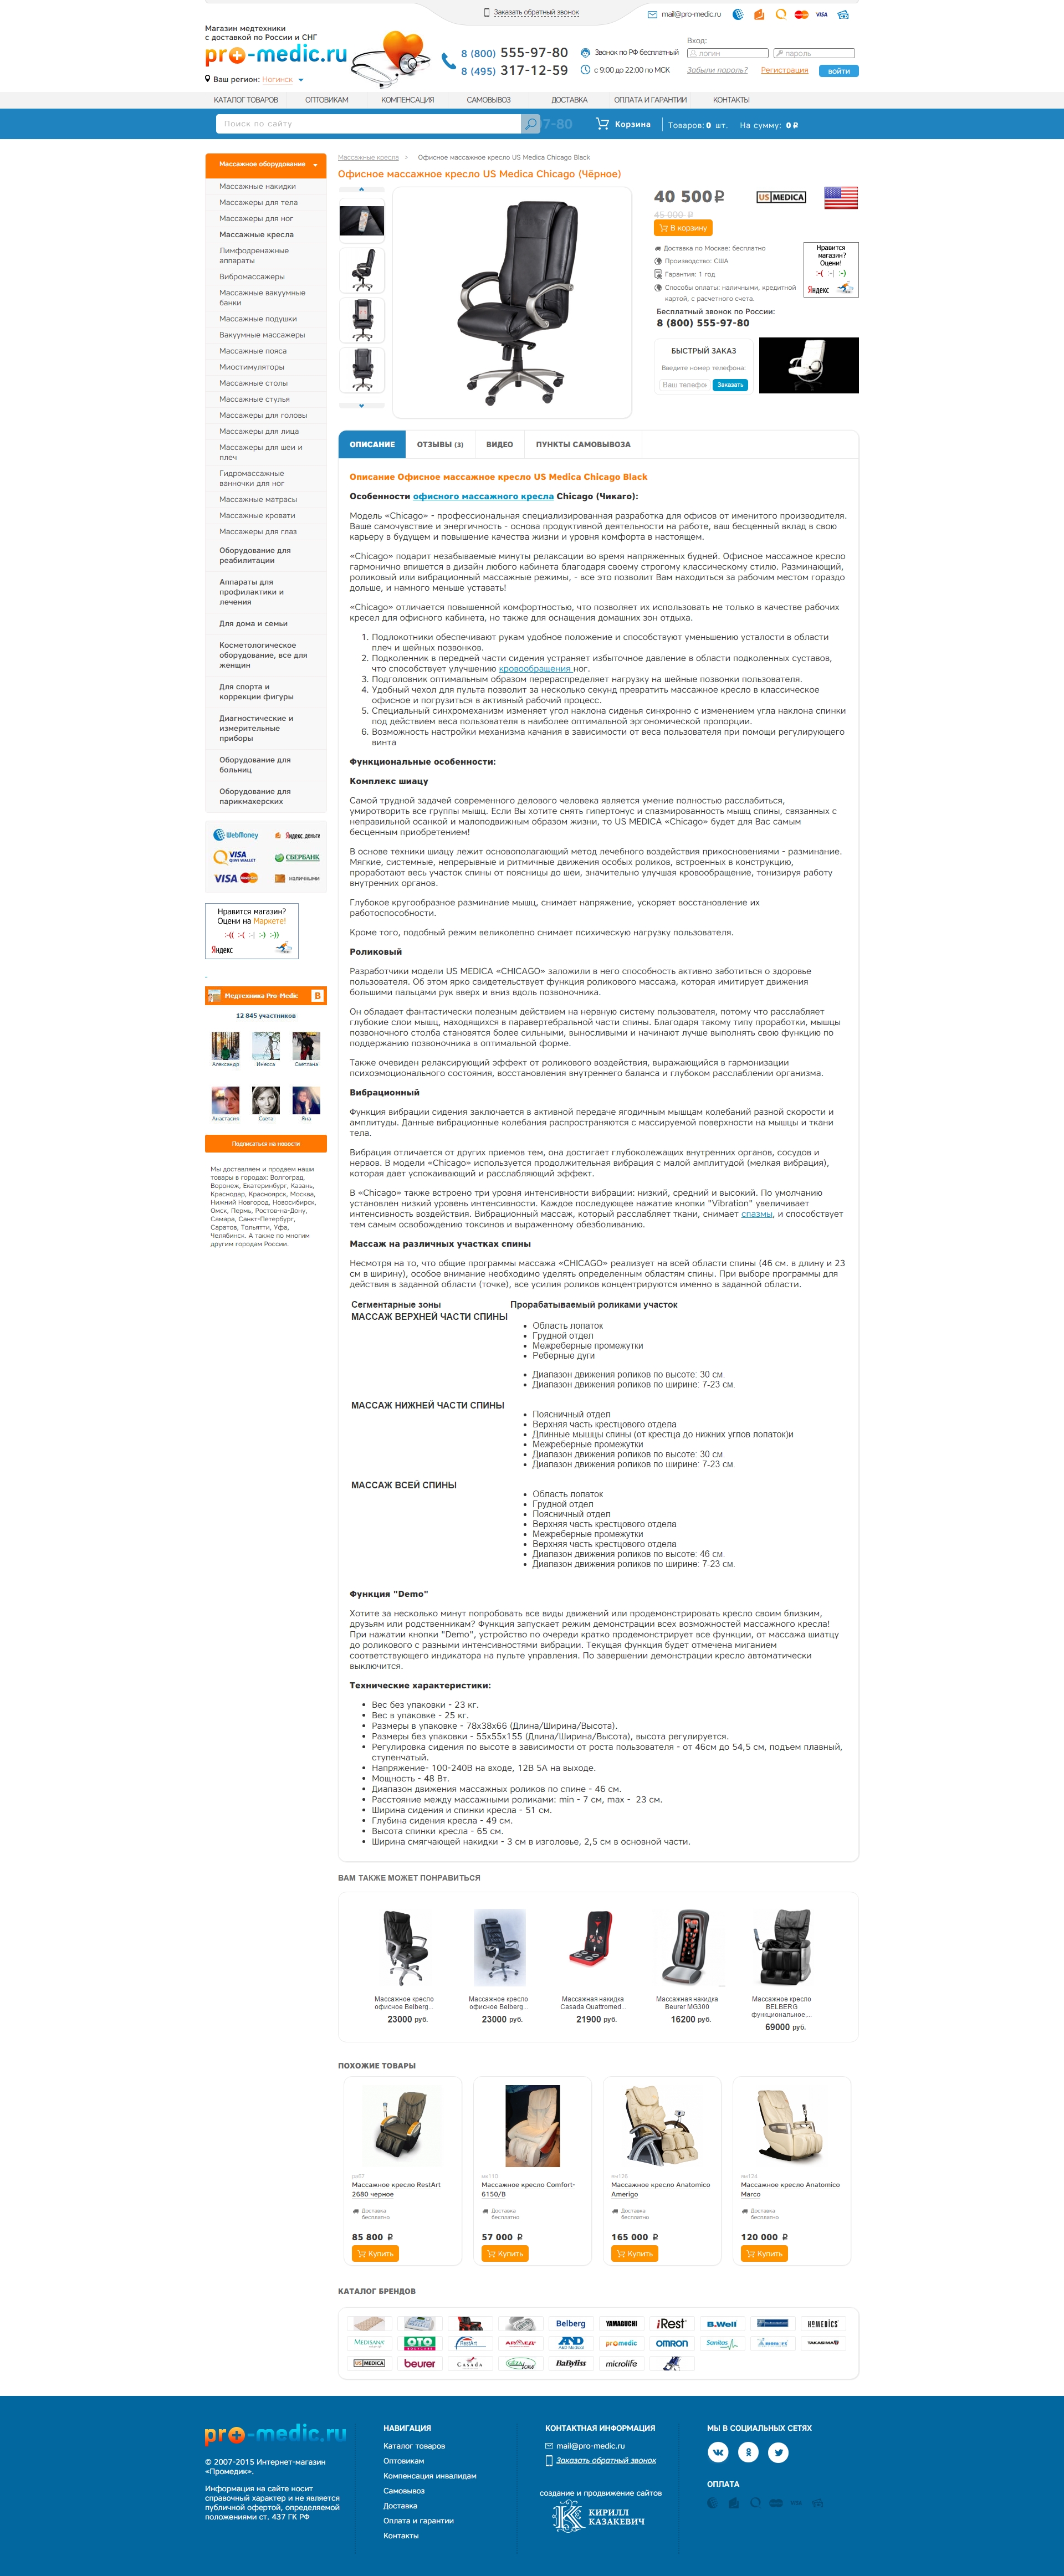 Заказать обратный звонок
mail@pro-medic.ru
Магазин медтехники
с доставкой по России и СНГ
pro-medic.ru
Ваш регион: Ногинск
8 (800) 555-97-80
8 (495) 317-12-59
Звонок по РФ бесплатный
с 9:00 до 22:00 по МСК
Вход:
логин
пароль
Забыли пароль?
Регистрация
ВОЙТИ
КАТАЛОГ ТОВАРОВ
ОПТОВИКАМ
КОМПЕНСАЦИЯ
САМОВЫВОЗ
ДОСТАВКА
ОПЛАТА И ГАРАНТИИ
КОНТАКТЫ
Поиск по сайту
7-80
Корзина
Товаров: 0 шт.
На сумму: 0 ₽
Массажное оборудование
Массажные накидки
Массажеры для тела
Массажеры для ног
Массажные кресла
Лимфодренажные
аппараты
Вибромассажеры
Массажные вакуумные
банки
Массажные подушки
Вакуумные массажеры
Массажные пояса
Миостимуляторы
Массажные столы
Массажные стулья
Массажеры для головы
Массажеры для лица
Массажеры для шеи и
плеч
Гидромассажные
ванночки для ног
Массажные матрасы
Массажные кровати
Массажеры для глаз
Оборудование для
реабилитации
Аппараты для
профилактики и
лечения
Для дома и семьи
Косметологическое
оборудование, все для
женщин
Для спорта и
коррекции фигуры
Диагностические и
измерительные
приборы
Оборудование для
больниц
Оборудование для
парикмахерских
WebMoney
Яндекс деньги
VISA
QIWI WALLET
СБЕРБАНК
VISA MasterCard
наличными
Нравится магазин?
Оцени на Маркете!
:-(( :-( :-| :-) :-))
Яндекс
Медтехника Pro-Medic
12 845 участников
Александр
Инесса
Светлана
Анастасия
Света
Яна
Подписаться на новости
Мы доставляем и продаем наши
товары в городах: Волгоград,
Воронеж, Екатеринбург, Казань,
Краснодар, Красноярск, Москва,
Нижний Новгород, Новосибирск,
Омск, Пермь, Ростов-на-Дону,
Самара, Санкт-Петербург,
Саратов, Тольятти, Уфа,
Челябинск. А также по многим
другим городам России.
Массажные кресла » Офисное массажное кресло US Medica Chicago Black
Офисное массажное кресло US Medica Chicago (Чёрное)
40 500 ₽
45 000 ₽
В корзину
US MEDICA
Доставка по Москве: бесплатно
Производство: США
Гарантия: 1 год
Способы оплаты: наличными, кредитной
картой, с расчетного счета.
Нравится
магазин?
Оцени!
:-( :-| :-)
Яндекс
Бесплатный звонок по России:
8 (800) 555-97-80
БЫСТРЫЙ ЗАКАЗ
Введите номер телефона:
Ваш телефон
Заказать
ОПИСАНИЕ
ОТЗЫВЫ (3)
ВИДЕО
ПУНКТЫ САМОВЫВОЗА
Описание Офисное массажное кресло US Medica Chicago Black
Особенности офисного массажного кресла Chicago (Чикаго):
Модель «Chicago» - профессиональная специализированная разработка для офисов от именитого производителя.
Ваше самочувствие и энергичность - основа продуктивной деятельности на работе, ваш бесценный вклад в свою
карьеру в будущем и повышение качества жизни и уровня комфорта в настоящем.
«Chicago» подарит незабываемые минуты релаксации во время напряженных будней. Офисное массажное кресло
гармонично впишется в дизайн любого кабинета благодаря своему строгому классическому стилю. Разминающий,
роликовый или вибрационный массажные режимы, - все это позволит Вам находиться за рабочим местом гораздо
дольше, и намного меньше уставать!
«Chicago» отличается повышенной комфортностью, что позволяет их использовать не только в качестве рабочих
кресел для офисного кабинета, но также для оснащения домашних зон отдыха.
1. Подлокотники обеспечивают рукам удобное положение и способствуют уменьшению усталости в области
плеч и шейных позвонков.
2. Подколенник в передней части сидения устраняет избыточное давление в области подколенных суставов,
что способствует улучшению кровообращения ног.
3. Подголовник оптимальным образом перераспределяет нагрузку на шейные позвонки пользователя.
4. Удобный чехол для пульта позволит за несколько секунд превратить массажное кресло в классическое
офисное и погрузиться в активный рабочий процесс.
5. Специальный синхромеханизм изменяет угол наклона сиденья синхронно с изменением угла наклона спинки
под действием веса пользователя в наиболее оптимальной эргономической пропорции.
6. Возможность настройки механизма качания в зависимости от веса пользователя при помощи регулирующего
винта
Функциональные особенности:
Комплекс шиацу
Самой трудной задачей современного делового человека является умение полностью расслабиться,
умиротворить все группы мышц. Если Вы хотите снять гипертонус и спазмированность мышц спины, связанных с
неправильной осанкой и малоподвижным образом жизни, то US MEDICA «Chicago» будет для Вас самым
бесценным приобретением!
В основе техники шиацу лежит основополагающий метод лечебного воздействия прикосновениями - разминание.
Мягкие, системные, непрерывные и ритмичные движения особых роликов, встроенных в конструкцию,
проработают весь участок спины от поясницы до шеи, значительно улучшая кровообращение, тонизируя работу
внутренних органов.
Глубокое кругообразное разминание мышц, снимает напряжение, ускоряет восстановление их
работоспособности.
Кроме того, подобный режим великолепно снимает психическую нагрузку пользователя.
Роликовый
Разработчики модели US MEDICA «CHICAGO» заложили в него способность активно заботиться о здоровье
пользователя. Об этом ярко свидетельствует функция роликового массажа, которая имитирует движения
большими пальцами рук вверх и вниз вдоль позвоночника.
Он обладает фантастически полезным действием на нервную систему пользователя, потому что расслабляет
глубокие слои мышц, находящихся в паравертебральной части спины. Благодаря такому типу проработки, мышцы
позвоночного столба становятся более сильными, выносливыми и начинают лучше выполнять свою функцию по
поддержанию позвоночника в оптимальной форме.
Также очевиден релаксирующий эффект от роликового воздействия, выражающийся в гармонизации
психоэмоционального состояния, восстановления внутреннего баланса и глубоком расслаблении организма.
Вибрационный
Функция вибрации сидения заключается в активной передаче ягодичным мышцам колебаний разной скорости и
амплитуды. Данные вибрационные колебания распространяются с массируемой поверхности на мышцы и ткани
тела.
Вибрация отличается от других приемов тем, она достигает глубоколежащих внутренних органов, сосудов и
нервов. В модели «Chicago» используется продолжительная вибрация с малой амплитудой (мелкая вибрация),
которая дает успокаивающий и расслабляющий эффект.
В «Chicago» также встроено три уровня интенсивности вибрации: низкий, средний и высокий. По умолчанию
установлен низкий уровень интенсивности. Каждое последующее нажатие кнопки "Vibration" увеличивает
интенсивность воздействия. Вибрационный массаж, который расслабляет ткани, снимает спазмы, и способствует
тем самым освобождению токсинов и выраженному обезболиванию.
Массаж на различных участках спины
Несмотря на то, что общие программы массажа «CHICAGO» реализует на всей области спины (46 см. в длину и 23
см в ширину), особое внимание необходимо уделять определенным областям спины. При выборе программы для
действия в заданной области (точке), все усилия роликов концентрируются именно в заданной области.
Сегментарные зоны
Прорабатываемый роликами участок
МАССАЖ ВЕРХНЕЙ ЧАСТИ СПИНЫ
• Область лопаток
• Грудной отдел
• Межреберные промежутки
• Реберные дуги
• Диапазон движения роликов по высоте: 30 см.
• Диапазон движения роликов по ширине: 7-23 см.
МАССАЖ НИЖНЕЙ ЧАСТИ СПИНЫ
• Поясничный отдел
• Верхняя часть крестцового отдела
• Длинные мышцы спины (от крестца до нижних углов лопаток)и
• Межреберные промежутки
• Диапазон движения роликов по высоте: 30 см.
• Диапазон движения роликов по ширине: 7-23 см.
МАССАЖ ВСЕЙ СПИНЫ
• Область лопаток
• Грудной отдел
• Поясничный отдел
• Верхняя часть крестцового отдела
• Межреберные промежутки
• Верхняя часть крестцового отдела
• Диапазон движения роликов по высоте: 46 см.
• Диапазон движения роликов по ширине: 7-23 см.
Функция "Demo"
Хотите за несколько минут попробовать все виды движения или продемонстрировать кресло своим близким,
друзьям или родственникам? Функция запускает режим демонстрации всех возможностей массажного кресла!
При нажатии кнопки "Demo", устройство по очереди кратко продемонстрирует все функции, от массажа шиатцу
до роликового с разными интенсивностями вибрации. Текущая функция будет отмечена миганием
соответствующего индикатора на пульте управления. По завершении демонстрации кресло автоматически
выключится.
Технические характеристики:
• Вес без упаковки - 23 кг.
• Вес в упаковке - 25 кг.
• Размеры в упаковке - 78x38x66 (Длина/Ширина/Высота).
• Размеры без упаковки - 55x55x155 (Длина/Ширина/Высота), высота регулируется.
• Регулировка сидения по высоте в зависимости от роста пользователя - от 46см до 54,5 см, подъем плавный,
ступенчатый.
• Напряжение- 100-240В на входе, 12В 5А на выходе.
• Мощность - 48 Вт.
• Диапазон движения массажных роликов по спине - 46 см.
• Расстояние между массажными роликами: min - 7 см, max - 23 см.
• Ширина сидения и спинки кресла - 51 см.
• Глубина сидения кресла - 49 см.
• Высота спинки кресла - 65 см.
• Ширина смягчающей накидки - 3 см в изголовье, 2,5 см в основной части.
ВАМ ТАКЖЕ МОЖЕТ ПОНРАВИТЬСЯ
Массажное кресло
офисное Belberg...
23000 руб.
Массажное кресло
офисное Belberg...
23000 руб.
Массажная накидка
Casada Quattromed...
21900 руб.
Массажная накидка
Beurer MG300
16200 руб.
Массажное кресло
BELBERG
функциональное,...
69000 руб.
ПОХОЖИЕ ТОВАРЫ
ра67
Массажное кресло RestArt
2680 черное
Доставка
бесплатно
85 800 ₽
Купить
км110
Массажное кресло Comfort-
6150/B
Доставка
бесплатно
57 000 ₽
Купить
км126
Массажное кресло Anatomico
Amerigo
Доставка
бесплатно
165 000 ₽
Купить
км124
Массажное кресло Anatomico
Marco
Доставка
бесплатно
120 000 ₽
Купить
КАТАЛОГ БРЕНДОВ
Belberg YAMAGUCHI iRest B.Well HOMEDICS
MEDISANA OTO RestArt АРМЕД AND promedic OMRON Sanitas TAKASIMA
US MEDICA beurer CASADA BaByliss microlife
pro-medic.ru
© 2007-2015 Интернет-магазин
«Промедик».
Информация на сайте носит
справочный характер и не является
публичной офертой, определяемой
положениями ст. 437 ГК РФ
НАВИГАЦИЯ
Каталог товаров
Оптовикам
Компенсация инвалидам
Самовывоз
Доставка
Оплата и гарантии
Контакты
КОНТАКТНАЯ ИНФОРМАЦИЯ
mail@pro-medic.ru
Заказать обратный звонок
создание и продвижение сайтов
КИРИЛЛ
КАЗАКЕВИЧ
МЫ В СОЦИАЛЬНЫХ СЕТЯХ
ОПЛАТА